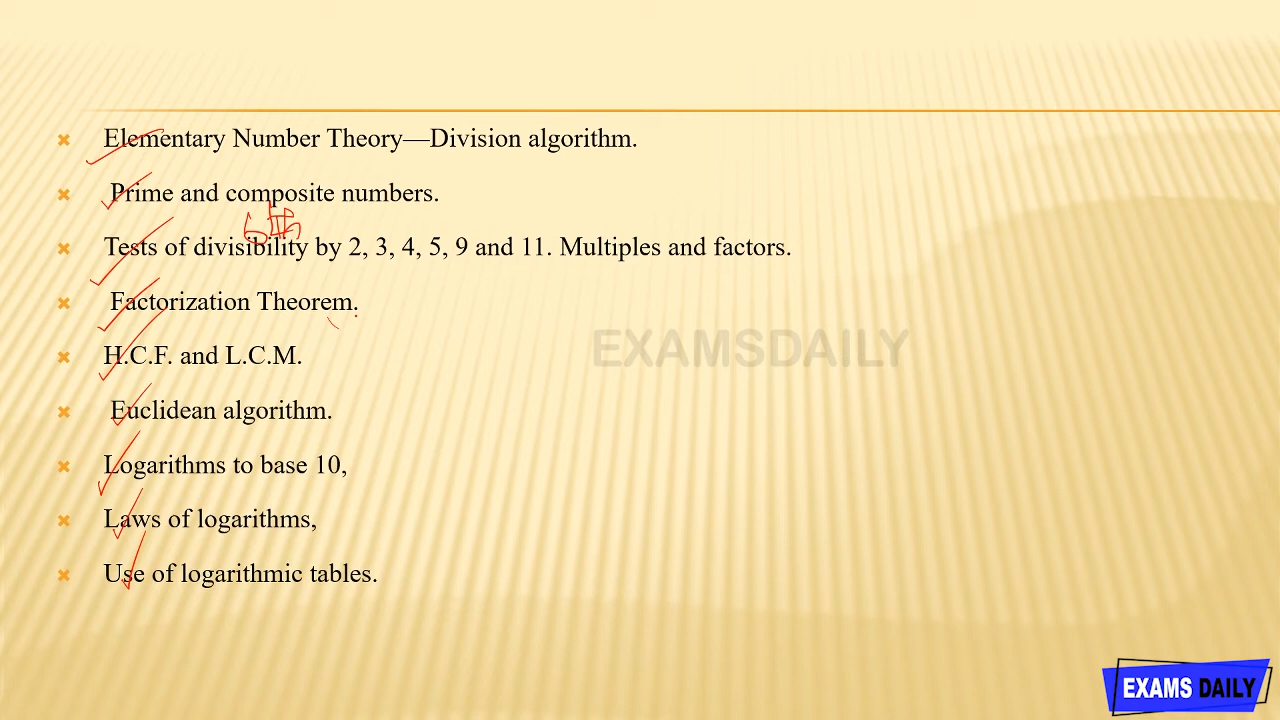 Elementary Number Theory—Division algorithm.
Prime and composite numbers.
6th
Tests of divisibility by 2, 3, 4, 5, 9 and 11. Multiples and factors.
Factorization Theorem.
H.C.F. and L.C.M.
EXAMSDAILY
Euclidean algorithm.
Logarithms to base 10,
Laws of logarithms,
Use of logarithmic tables.
EXAMS DAILY